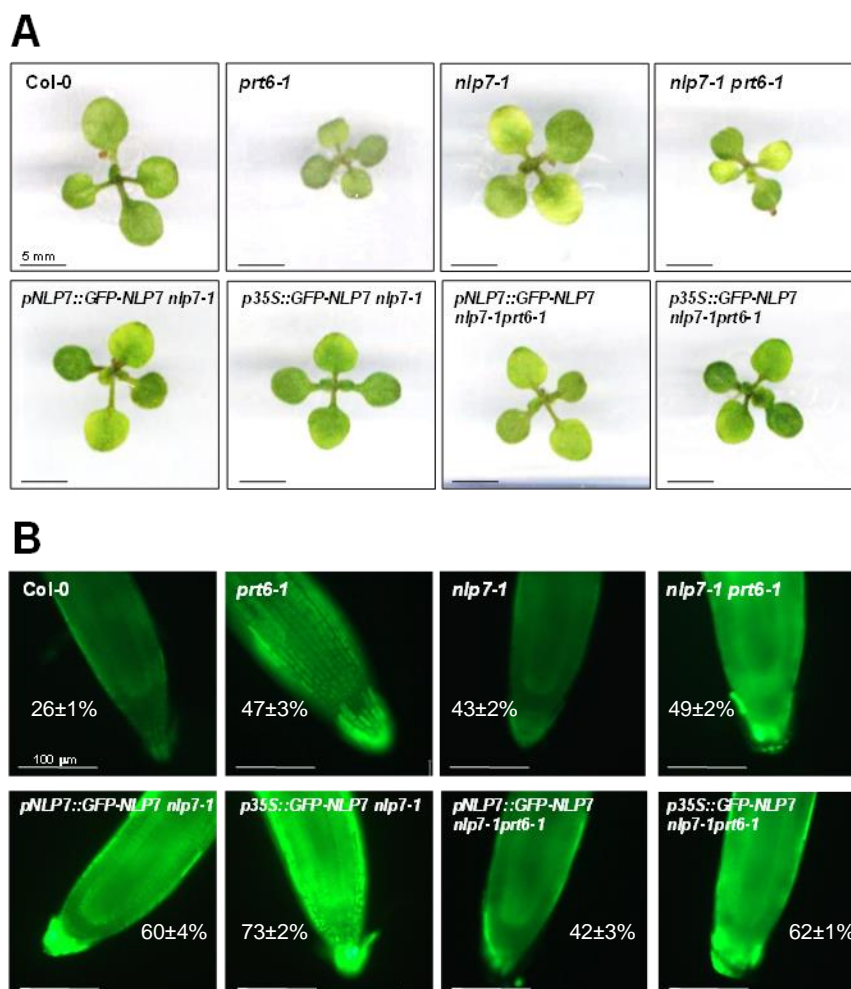 A
Col-0
prt6-1
nlp7-1
nlp7-1 prt6-1
5 mm
pNLP7::GFP-NLP7 nlp7-1
p35S::GFP-NLP7 nlp7-1
pNLP7::GFP-NLP7
nlp7-1prt6-1
p35S::GFP-NLP7
nlp7-1prt6-1
B
Col-0
prt6-1
nlp7-1
nlp7-1 prt6-1
26±1%
47±3%
43±2%
49±2%
100 µm
pNLP7::GFP-NLP7 nlp7-1
p35S::GFP-NLP7 nlp7-1
pNLP7::GFP-NLP7
nlp7-1prt6-1
p35S::GFP-NLP7
nlp7-1prt6-1
60±4%
73±2%
42±3%
62±1%